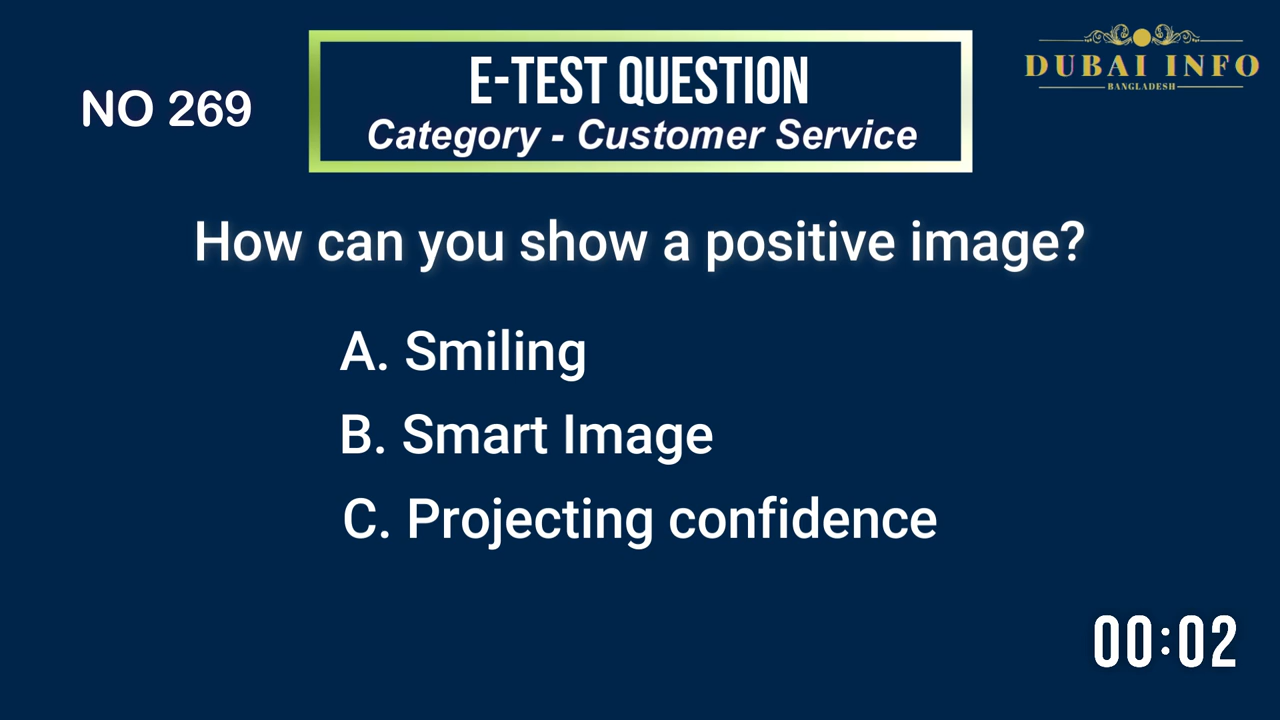 NO 269
E-TEST QUESTION
Category - Customer Service
DUBAI INFO
BANGLADESH
How can you show a positive image?
A. Smiling
B. Smart Image
C. Projecting confidence
00:02